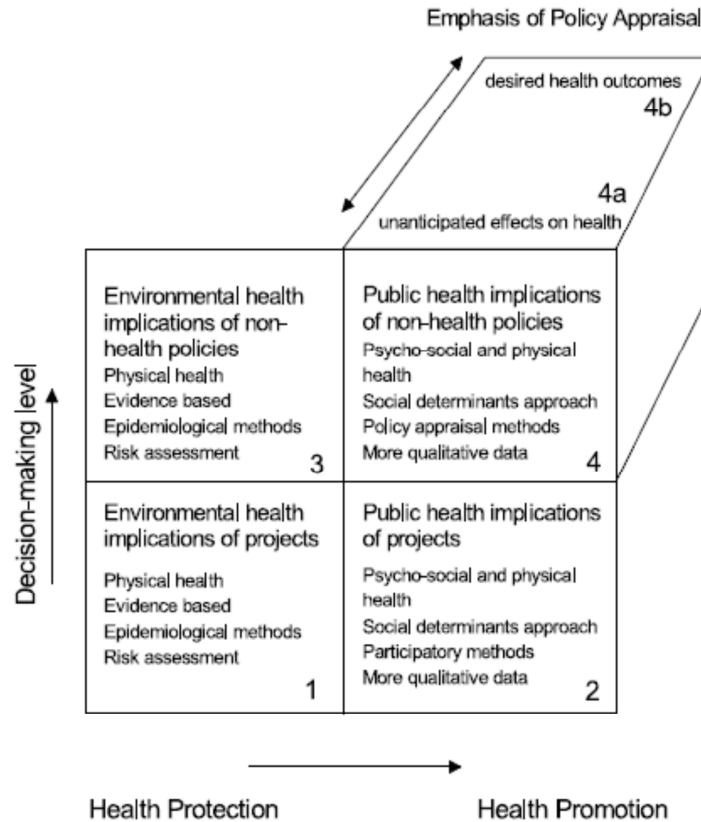 Emphasis of Policy Appraisal
desired health outcomes
4b
4a
unanticipated effects on health
Environmental health
implications of non-
health policies
Physical health
Evidence based
Epidemiological methods
Risk assessment
3
Public health implications
of non-health policies
Psycho-social and physical
health
Social determinants approach
Policy appraisal methods
More qualitative data
4
Decision-making level
Environmental health
implications of projects
Physical health
Evidence based
Epidemiological methods
Risk assessment
1
Public health implications
of projects
Psycho-social and physical
health
Social determinants approach
Participatory methods
More qualitative data
2
Health Protection
Health Promotion